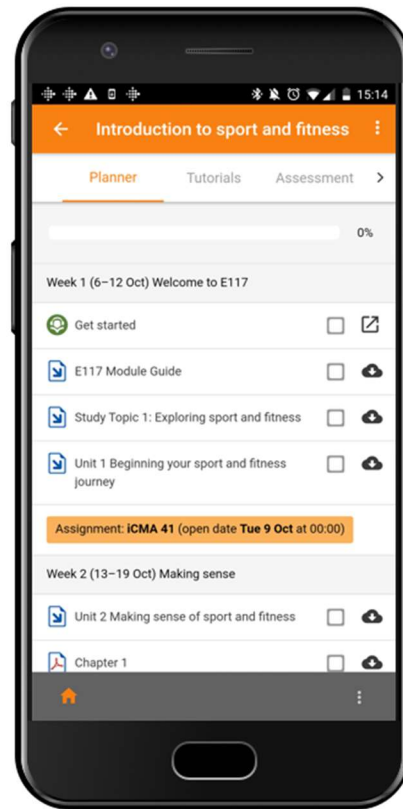 15:14
Introduction to sport and fitness
Planner Tutorials Assessment
0%
Week 1 (6–12 Oct) Welcome to E117
Get started
E117 Module Guide
Study Topic 1: Exploring sport and fitness
Unit 1 Beginning your sport and fitness
journey
Assignment: iCMA 41 (open date Tue 9 Oct at 00:00)
Week 2 (13–19 Oct) Making sense
Unit 2 Making sense of sport and fitness
Chapter 1